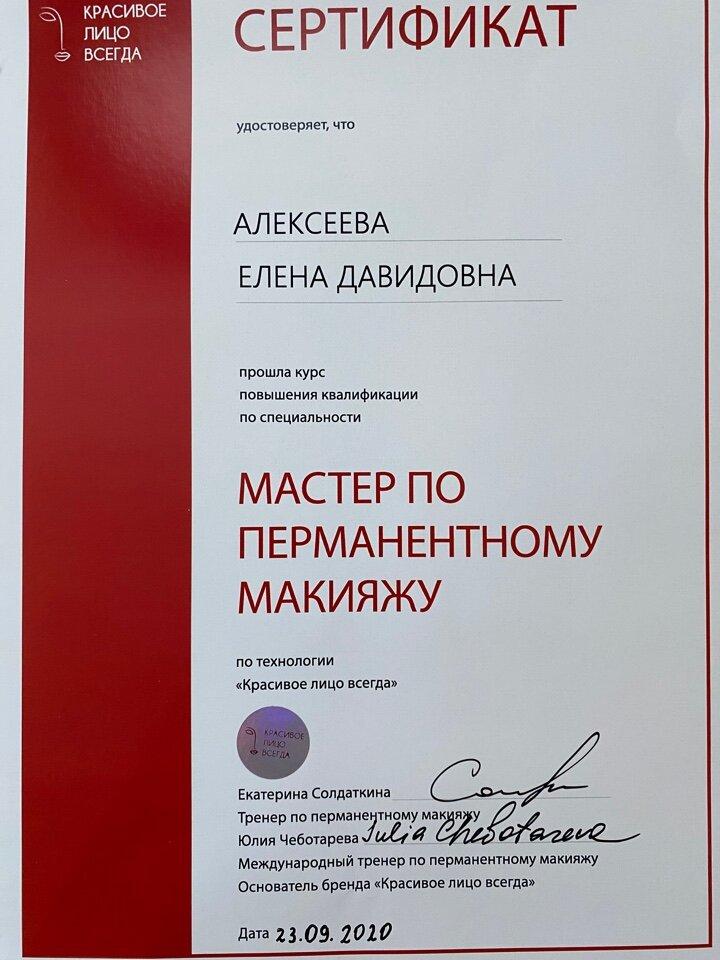 КРАСИВОЕ
ЛИЦО
ВСЕГДА
СЕРТИФИКАТ
удостоверяет, что
АЛЕКСЕЕВА
ЕЛЕНА ДАВИДОВНА
прошла курс
повышения квалификации
по специальности
МАСТЕР ПО
ПЕРМАНЕНТНОМУ
МАКИЯЖУ
по технологии
«Красивое лицо всегда»
КРАСИВОЕ
ЛИЦО
ВСЕГДА
Екатерина Солдаткина
Тренер по перманентному макияжу
Юлия Чеботарева Iulia Chebotareva
Международный тренер по перманентному макияжу
Основатель бренда «Красивое лицо всегда»
Дата 23.09.2020